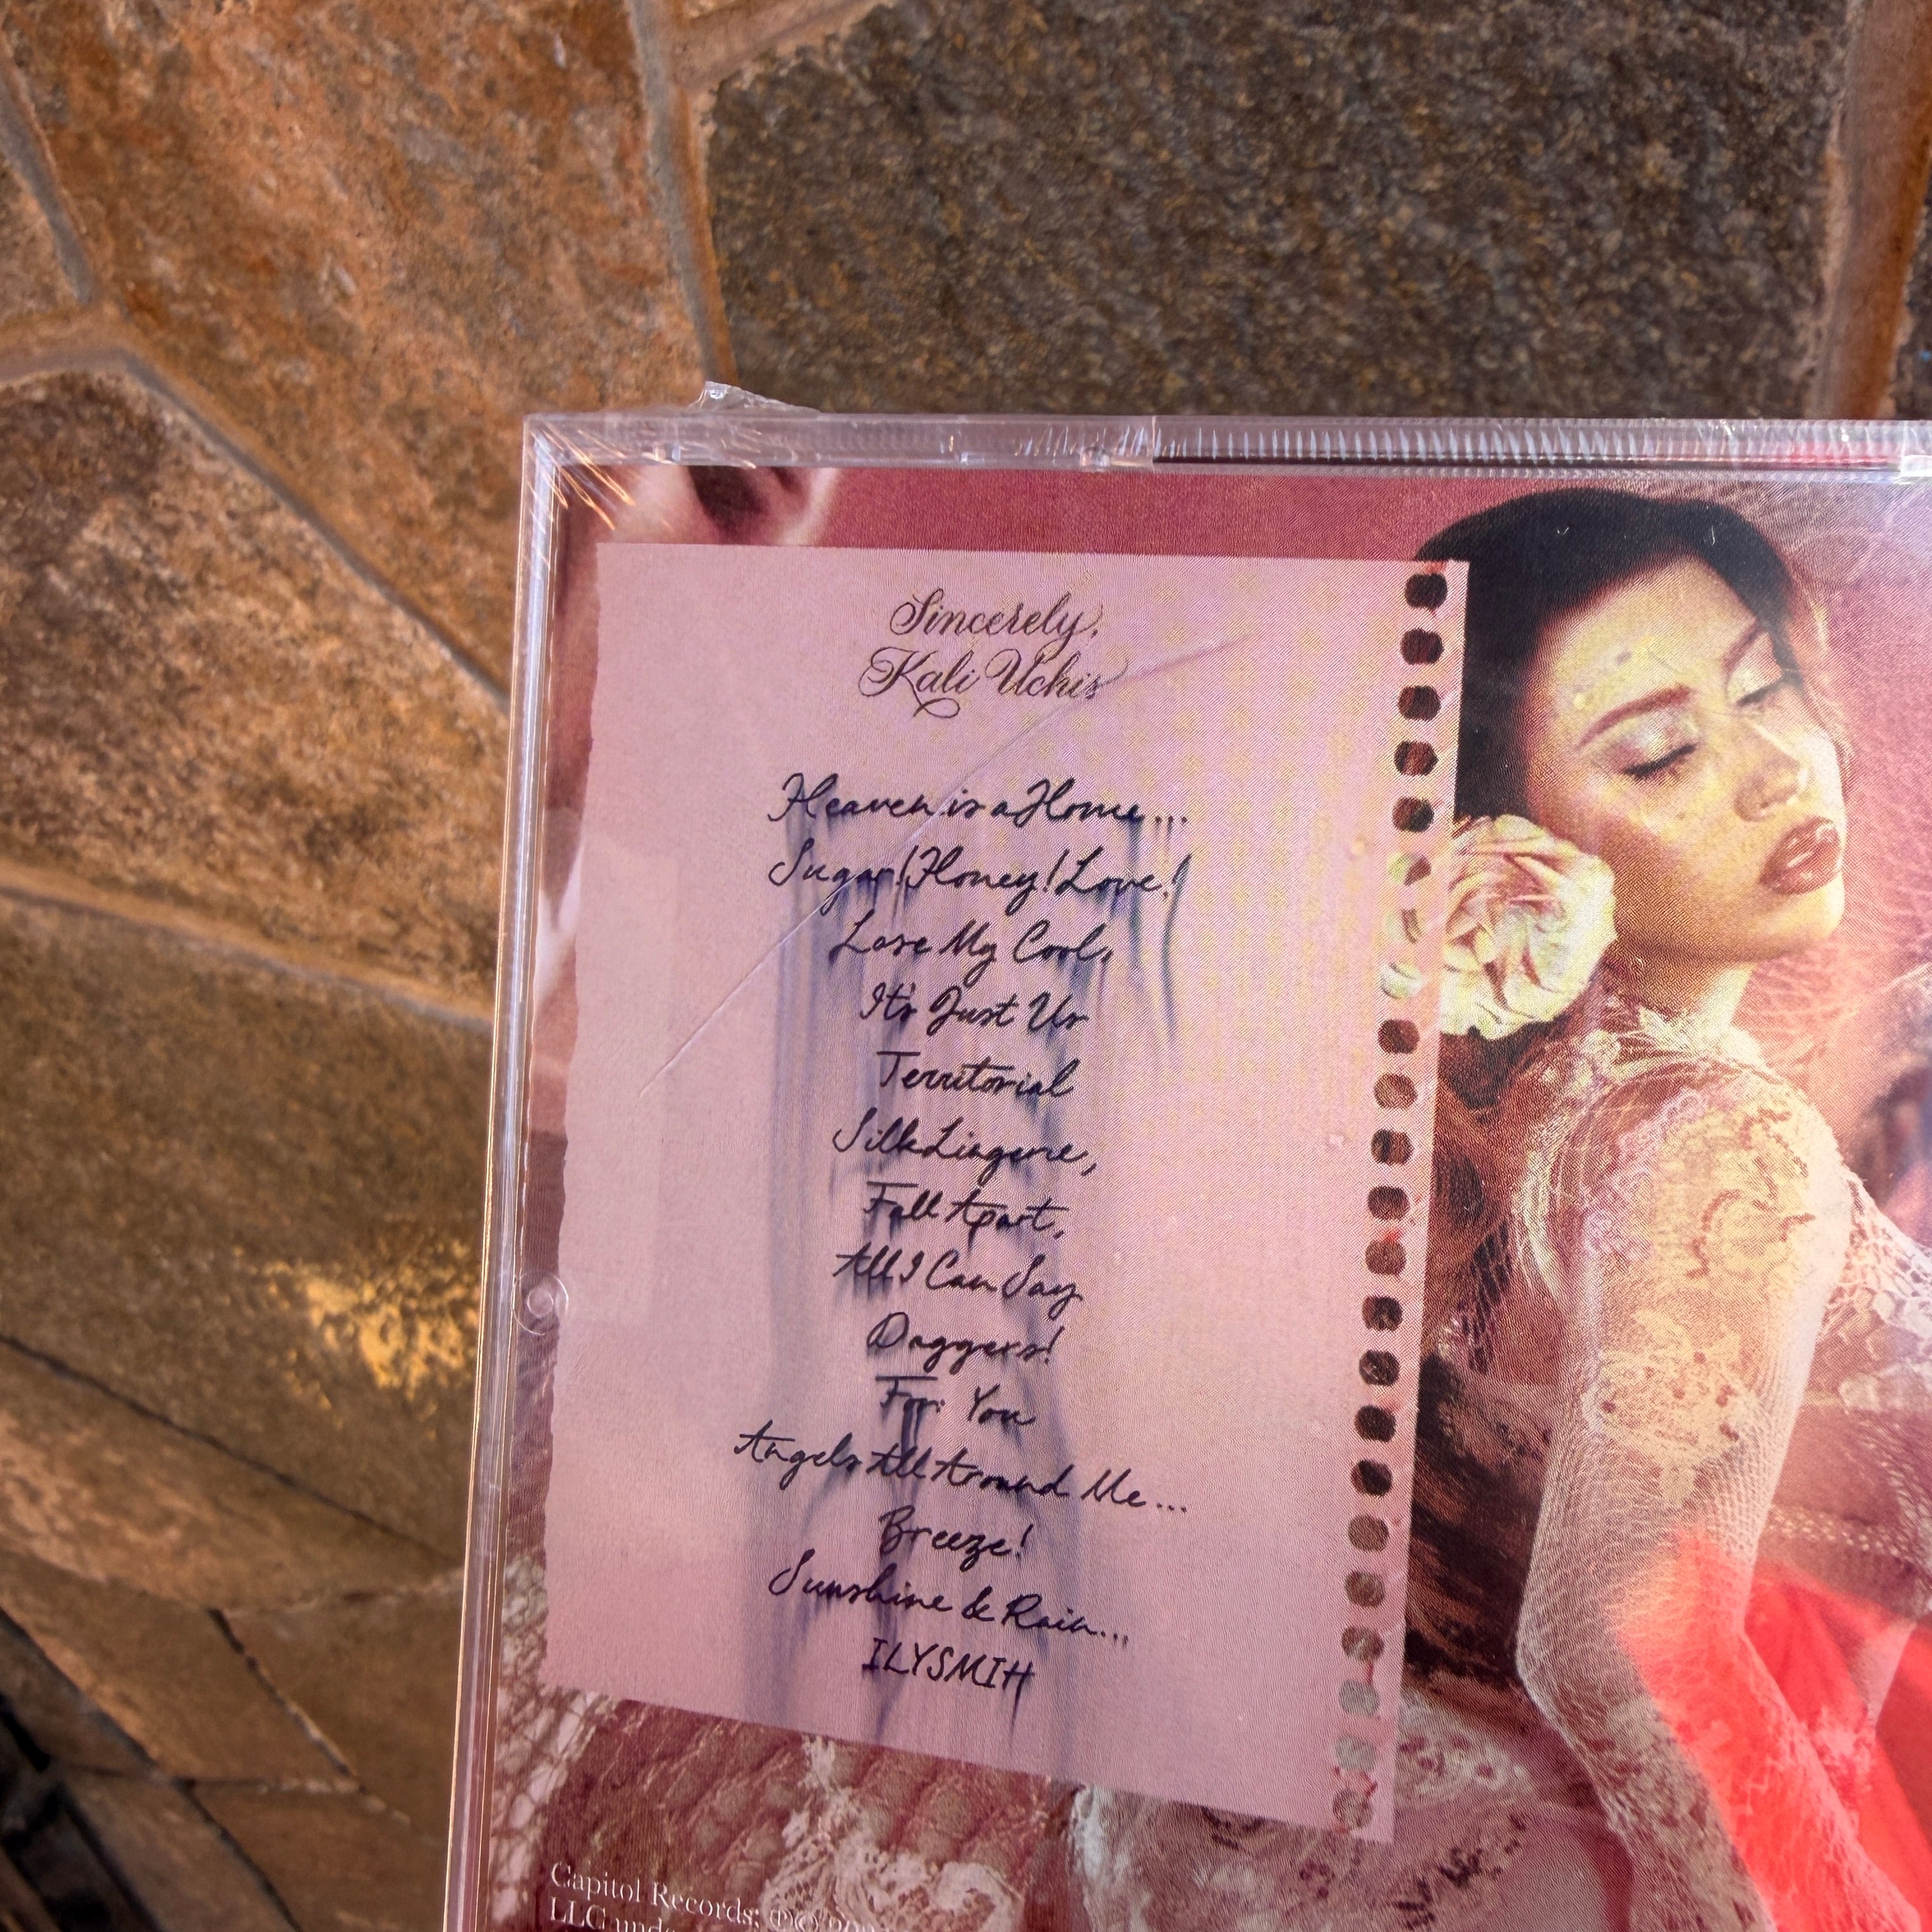 Sincerely,
Kali Uchis
Heaven is a Home...
Sugar! Honey! Love!
Lose My Cool,
It's Just Us
Territorial
Silk Lingerie,
Fall Apart,
All I Can Say
Daggers!
For: You
Angels All Around Me...
Breeze!
Sunshine & Rain...
ILYSMIH
Capitol Records; ℗©
LLC